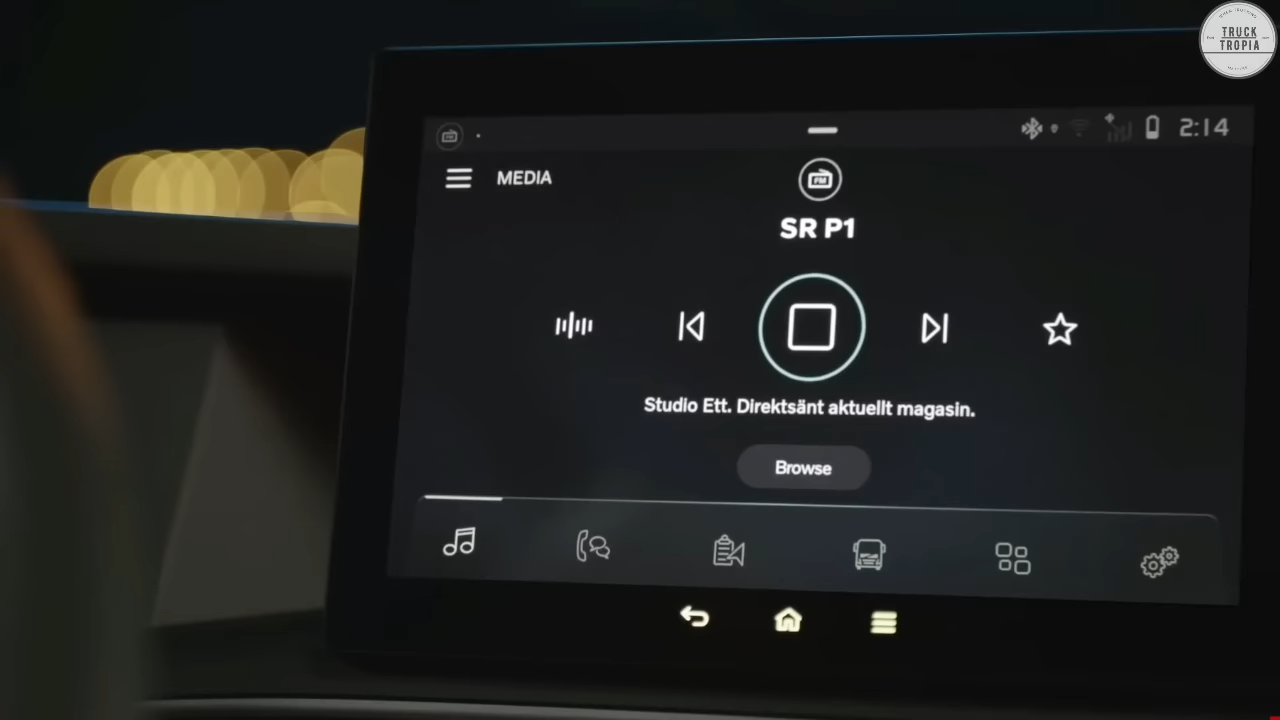 TRUCK
TROPIA
2:14
MEDIA
FM
SR P1
Studio Ett. Direktsänt aktuellt magasin.
Browse